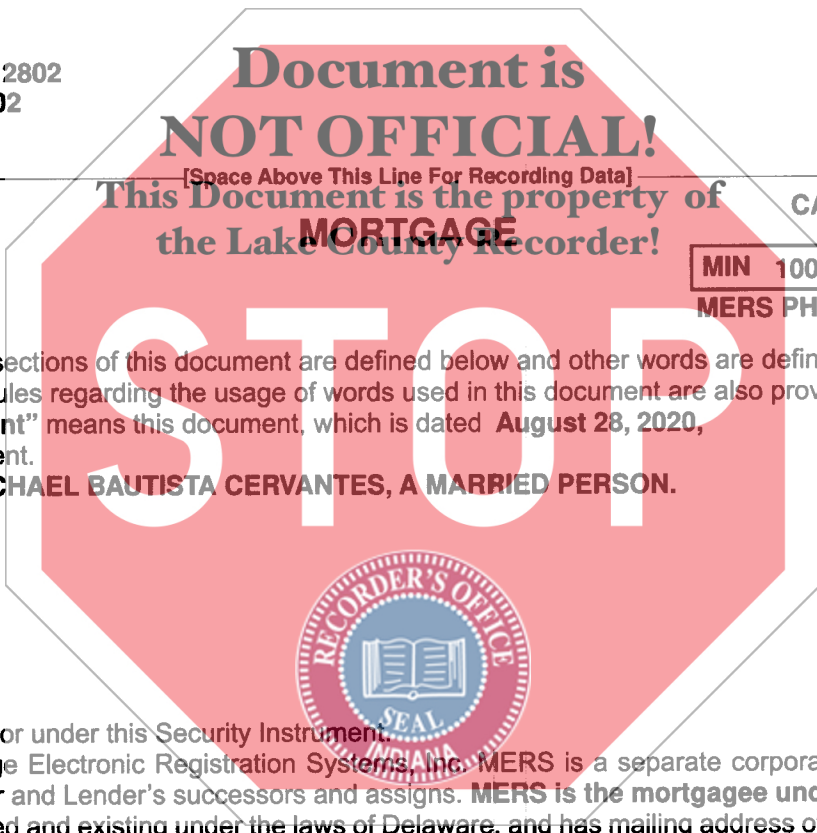 2802
02
Document is
NOT OFFICIAL!
[Space Above This Line For Recording Data]
This Document is the property of
the Lake County Recorder!
MORTGAGE
CA
MIN 100
MERS PH
STOP
sections of this document are defined below and other words are defin
ules regarding the usage of words used in this document are also prov
nt” means this document, which is dated August 28, 2020,
ent.
CHAEL BAUTISTA CERVANTES, A MARRIED PERSON.
RECORDER'S OFFICE
SEAL
INDIANA
or under this Security Instrument.
ge Electronic Registration Systems, Inc. MERS is a separate corpora
r and Lender's successors and assigns. MERS is the mortgagee und
ed and existing under the laws of Delaware, and has mailing address o